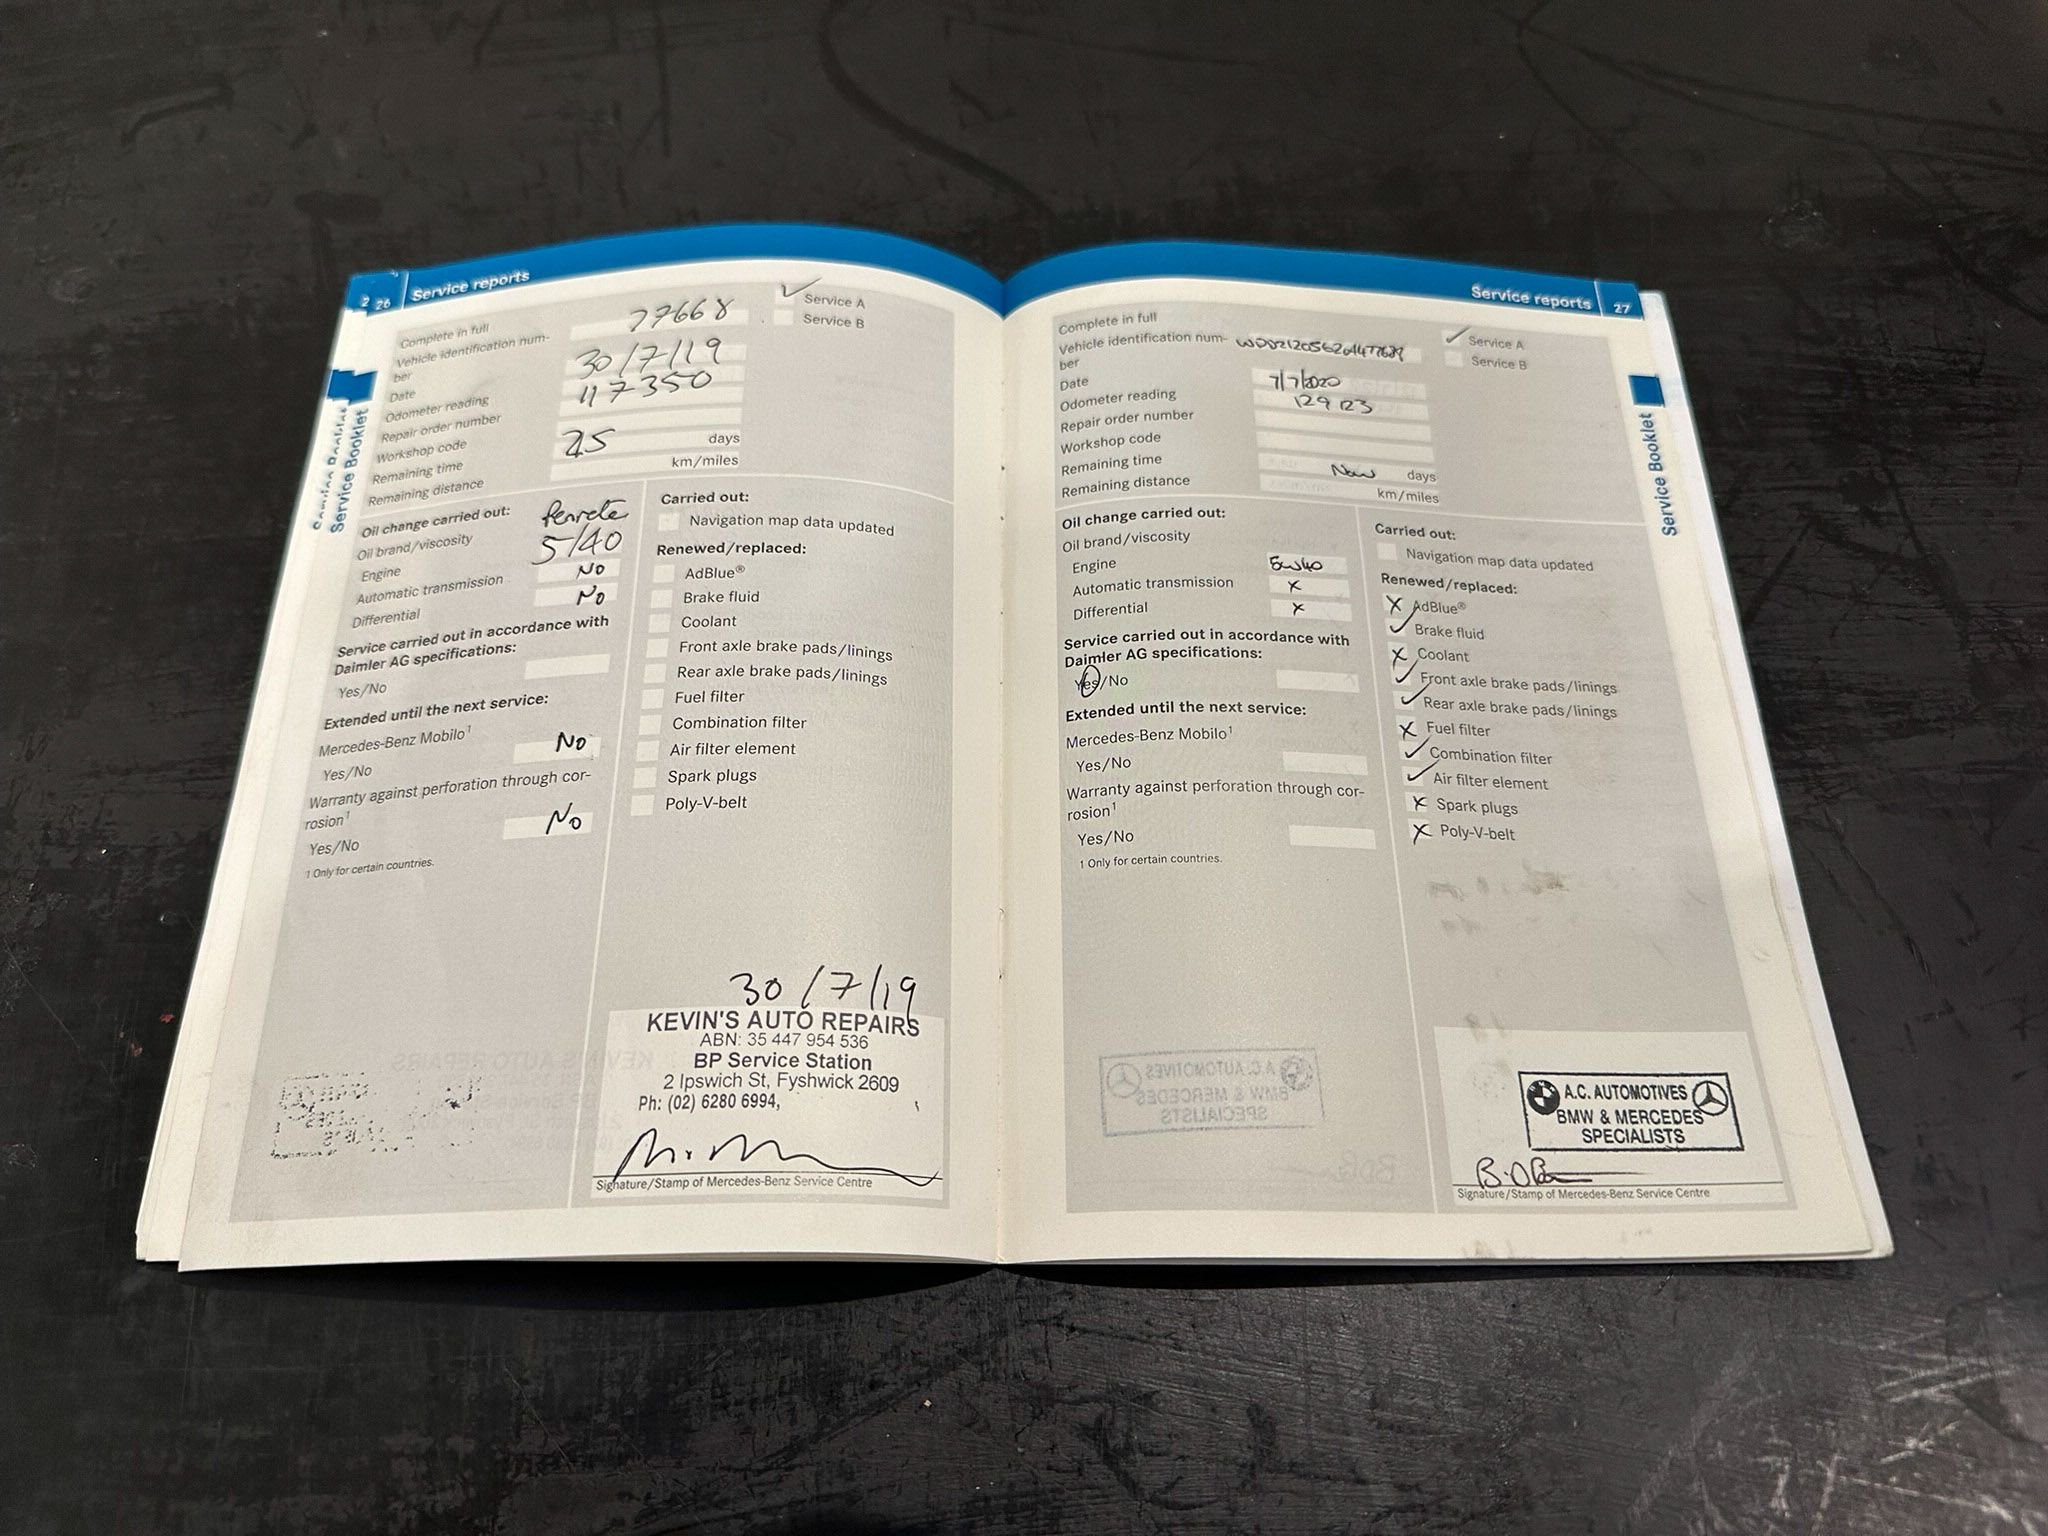 26 Service reports
Complete in full
Vehicle identification num-
ber
77668
Service A
Service B
Date 30/7/19
Odometer reading 117350
Repair order number
Workshop code
Remaining time 25 days
Remaining distance km/miles
Oil change carried out:
Oil brand/viscosity Penrite
Engine 5/40
Automatic transmission No
Differential No
Service carried out in accordance with
Daimler AG specifications:
Yes/No
Extended until the next service:
Mercedes-Benz Mobilo¹
Yes/No No
Warranty against perforation through cor-
rosion¹
Yes/No No
1 Only for certain countries.
Carried out:
Navigation map data updated
Renewed/replaced:
AdBlue®
Brake fluid
Coolant
Front axle brake pads/linings
Rear axle brake pads/linings
Fuel filter
Combination filter
Air filter element
Spark plugs
Poly-V-belt
30/7/19
KEVIN'S AUTO REPAIRS
ABN: 35 447 954 536
BP Service Station
2 Ipswich St, Fyshwick 2609
Ph: (02) 6280 6994,
Signature/Stamp of Mercedes-Benz Service Centre
Service Booklet
Service reports 27
Complete in full
Vehicle identification num-
ber
✓ Service A
Service B
Date 7/7/2020
Odometer reading 129123
Repair order number
Workshop code
Remaining time Now days
Remaining distance km/miles
Oil change carried out:
Oil brand/viscosity
Engine 5w40
Automatic transmission X
Differential X
Service carried out in accordance with
Daimler AG specifications:
Yes/No
Extended until the next service:
Mercedes-Benz Mobilo¹
Yes/No
Warranty against perforation through cor-
rosion¹
Yes/No
1 Only for certain countries.
Carried out:
Navigation map data updated
Renewed/replaced:
X AdBlue®
✓ Brake fluid
X Coolant
✓ Front axle brake pads/linings
✓ Rear axle brake pads/linings
X Fuel filter
✓ Combination filter
✓ Air filter element
X Spark plugs
X Poly-V-belt
A.C. AUTOMOTIVES
BMW & MERCEDES
SPECIALISTS
Signature/Stamp of Mercedes-Benz Service Centre
Service Booklet